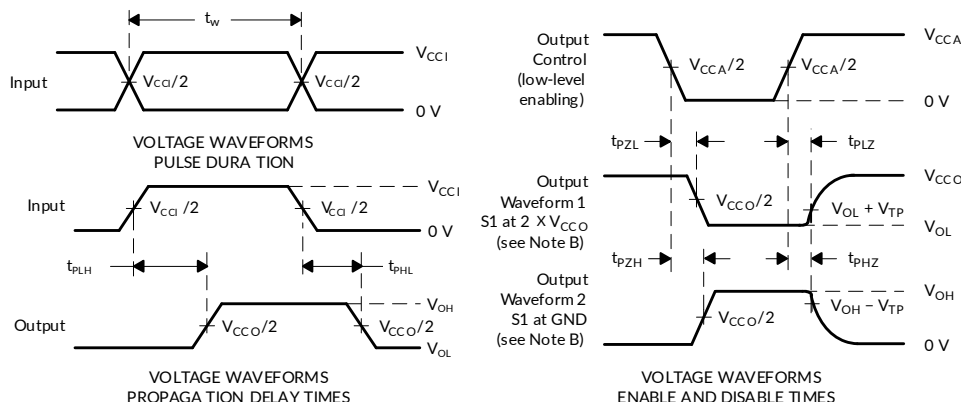 t_w
V_CCI
Input
V_CCI/2
V_CCI/2
0 V
VOLTAGE WAVEFORMS
PULSE DURA TION
V_CCI
Input
V_CCI/2
V_CCI/2
0 V
t_PLH
t_PHL
V_OH
Output
V_CCO/2
V_CCO/2
V_OL
VOLTAGE WAVEFORMS
PROPAGA TION DELAY TIMES
Output
Control
(low-level
enabling)
V_CCA
V_CCA/2
V_CCA/2
0 V
t_PZL
t_PLZ
Output
Waveform 1
S1 at 2 X V_CCO
(see Note B)
V_CCO
V_CCO/2
V_OL + V_TP
V_OL
t_PZH
t_PHZ
Output
Waveform 2
S1 at GND
(see Note B)
V_OH
V_CCO/2
V_OH − V_TP
0 V
VOLTAGE WAVEFORMS
ENABLE AND DISABLE TIMES